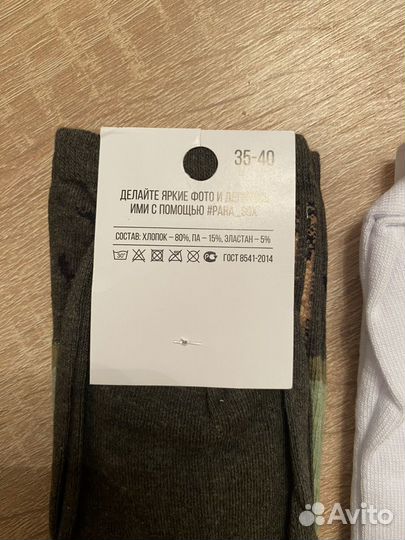 35-40
ДЕЛАЙТЕ ЯРКИЕ ФОТО И ДЕЛИТЕСЬ
ИМИ С ПОМОЩЬЮ #PARA_SOX
СОСТАВ: ХЛОПОК – 80%, ПА – 15%, ЭЛАСТАН – 5%
30°
ГОСТ 8541-2014
Avito